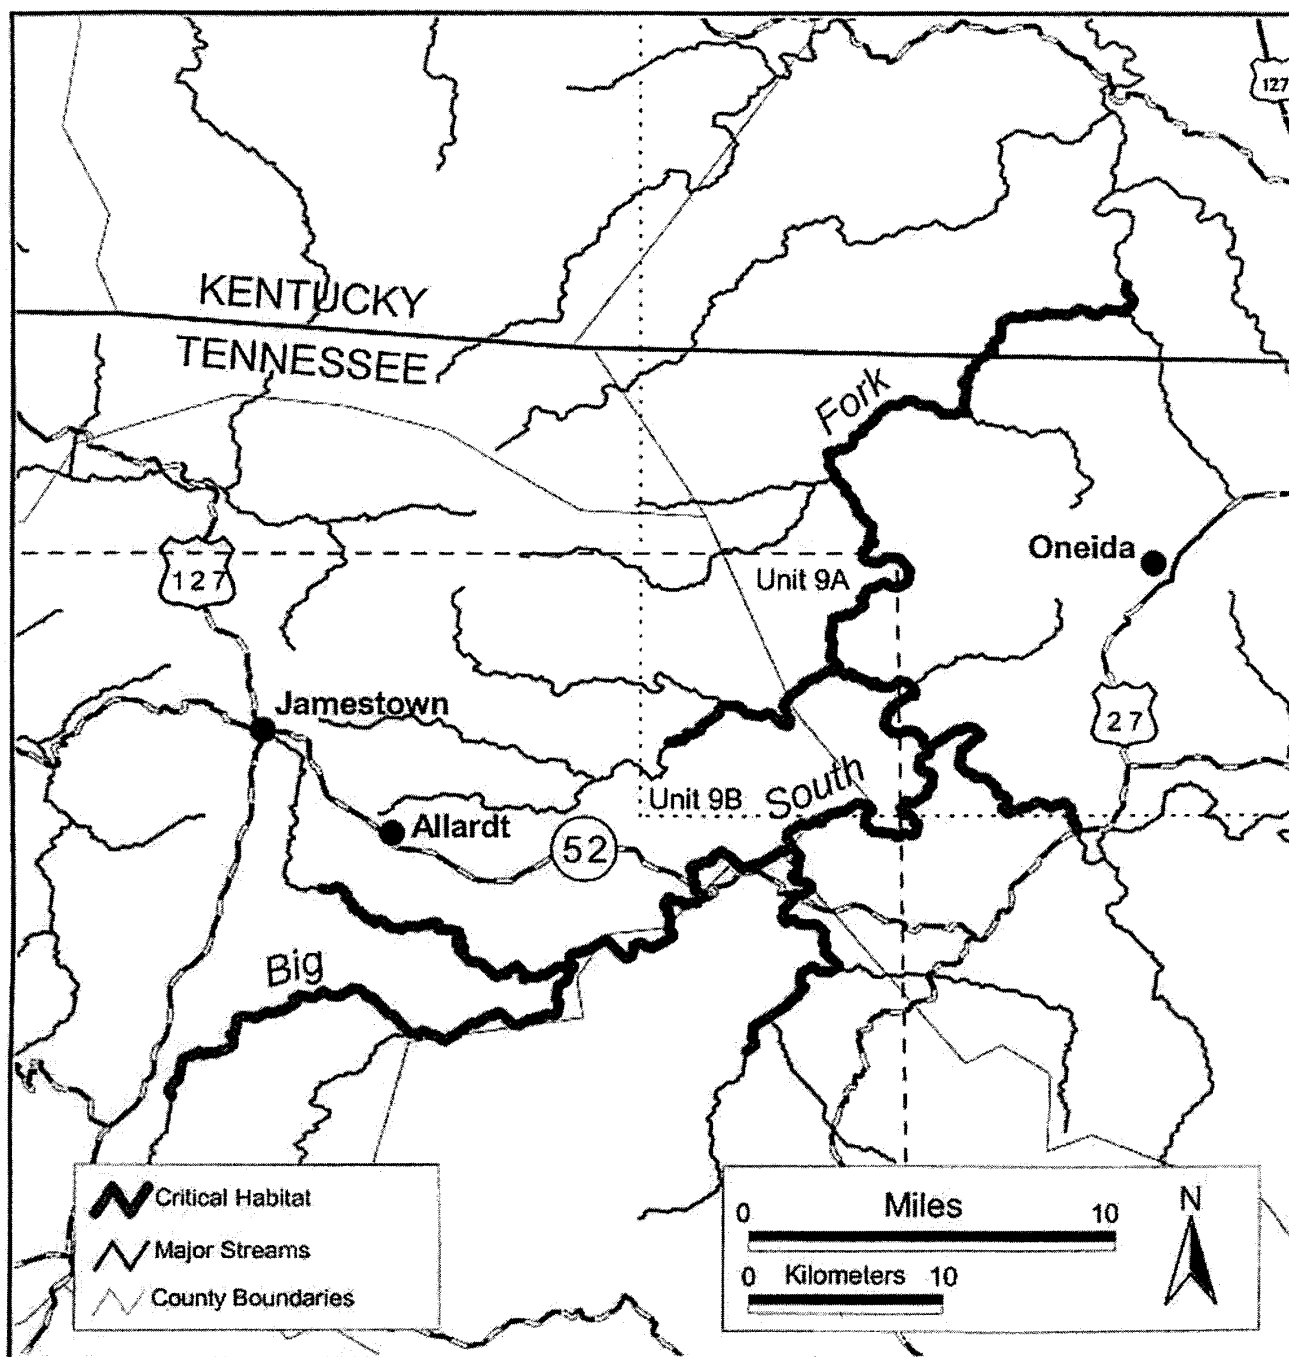 127
KENTUCKY
TENNESSEE
Fork
Oneida
127
Unit 9A
Jamestown
27
Unit 9B
South
Allardt
52
Big
Critical Habitat
Major Streams
County Boundaries
Miles
0 10
Kilometers
0 10
N